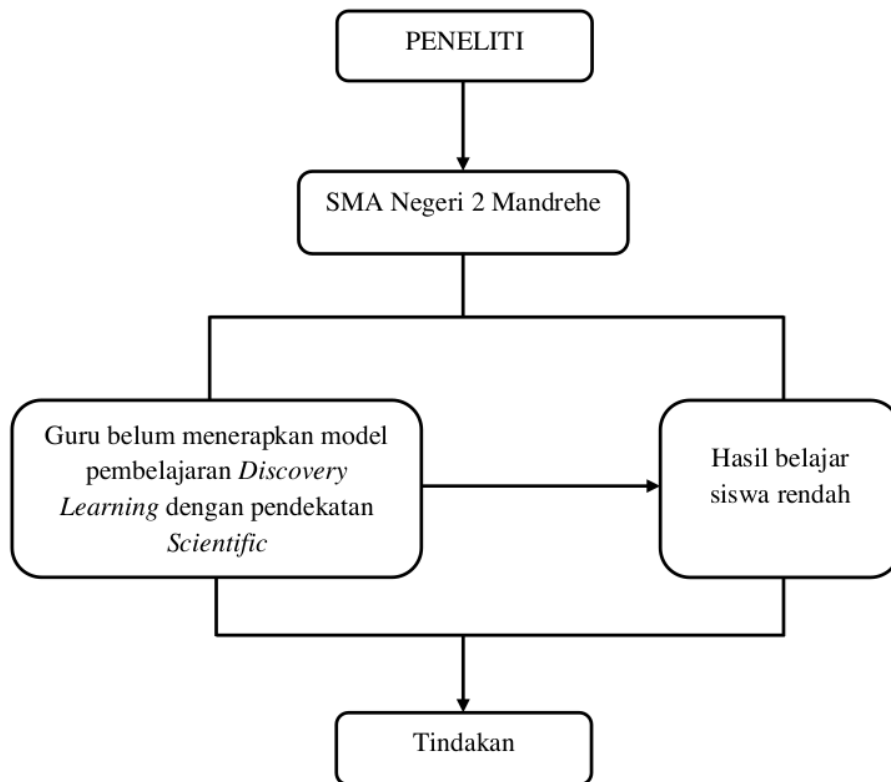 PENELITI
SMA Negeri 2 Mandrehe
Guru belum menerapkan model
pembelajaran Discovery
Learning dengan pendekatan
Scientific
Hasil belajar
siswa rendah
Tindakan